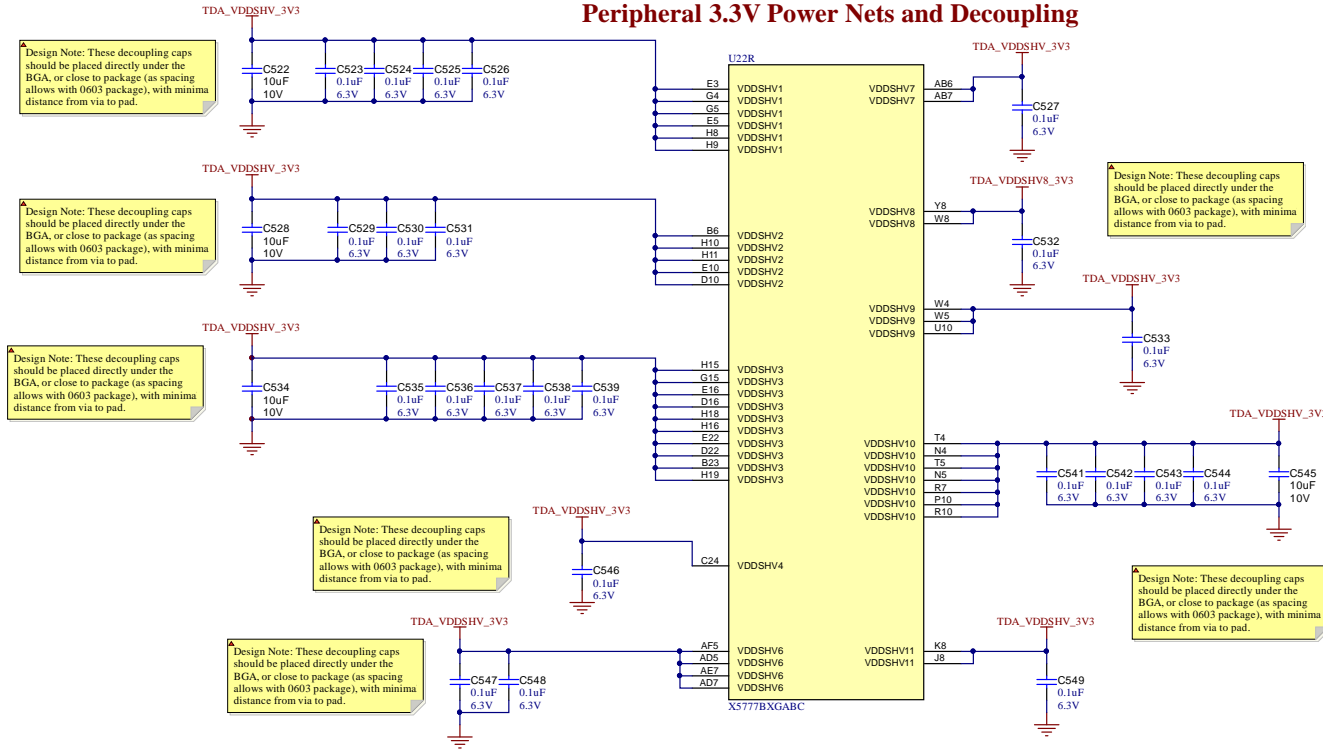 Peripheral 3.3V Power Nets and Decoupling
TDA_VDDSHV_3V3
Design Note: These decoupling caps
should be placed directly under the
BGA, or close to package (as spacing
allows with 0603 package), with minima
distance from via to pad.
C522
10uF
10V
C523
0.1uF
6.3V
C524
0.1uF
6.3V
C525
0.1uF
6.3V
C526
0.1uF
6.3V
TDA_VDDSHV_3V3
Design Note: These decoupling caps
should be placed directly under the
BGA, or close to package (as spacing
allows with 0603 package), with minima
distance from via to pad.
C528
10uF
10V
C529
0.1uF
6.3V
C530
0.1uF
6.3V
C531
0.1uF
6.3V
TDA_VDDSHV_3V3
Design Note: These decoupling caps
should be placed directly under the
BGA, or close to package (as spacing
allows with 0603 package), with minima
distance from via to pad.
C534
10uF
10V
C535
0.1uF
6.3V
C536
0.1uF
6.3V
C537
0.1uF
6.3V
C538
0.1uF
6.3V
C539
0.1uF
6.3V
TDA_VDDSHV_3V3
Design Note: These decoupling caps
should be placed directly under the
BGA, or close to package (as spacing
allows with 0603 package), with minima
distance from via to pad.
C546
0.1uF
6.3V
TDA_VDDSHV_3V3
Design Note: These decoupling caps
should be placed directly under the
BGA, or close to package (as spacing
allows with 0603 package), with minima
distance from via to pad.
C547
0.1uF
6.3V
C548
0.1uF
6.3V
U22R
E3 VDDSHV1
G4 VDDSHV1
G5 VDDSHV1
E5 VDDSHV1
H8 VDDSHV1
H9 VDDSHV1
B6 VDDSHV2
H10 VDDSHV2
H11 VDDSHV2
E10 VDDSHV2
D10 VDDSHV2
H15 VDDSHV3
G15 VDDSHV3
E16 VDDSHV3
D16 VDDSHV3
H18 VDDSHV3
H16 VDDSHV3
E22 VDDSHV3
D22 VDDSHV3
B23 VDDSHV3
H19 VDDSHV3
C24 VDDSHV4
AF5 VDDSHV6
AD5 VDDSHV6
AE7 VDDSHV6
AD7 VDDSHV6
X5777BXGABC
VDDSHV7 AB6
VDDSHV7 AB7
VDDSHV8 Y8
VDDSHV8 W8
VDDSHV9 W4
VDDSHV9 W5
VDDSHV9 U10
VDDSHV10 T4
VDDSHV10 N4
VDDSHV10 T5
VDDSHV10 N5
VDDSHV10 R7
VDDSHV10 P10
VDDSHV10 R10
VDDSHV11 K8
VDDSHV11 J8
TDA_VDDSHV_3V3
C527
0.1uF
6.3V
TDA_VDDSHV8_3V3
C532
0.1uF
6.3V
Design Note: These decoupling caps
should be placed directly under the
BGA, or close to package (as spacing
allows with 0603 package), with minima
distance from via to pad.
TDA_VDDSHV_3V3
C533
0.1uF
6.3V
TDA_VDDSHV_3V
C541
0.1uF
6.3V
C542
0.1uF
6.3V
C543
0.1uF
6.3V
C544
0.1uF
6.3V
C545
10uF
10V
Design Note: These decoupling caps
should be placed directly under the
BGA, or close to package (as spacing
allows with 0603 package), with minima
distance from via to pad.
TDA_VDDSHV_3V3
C549
0.1uF
6.3V